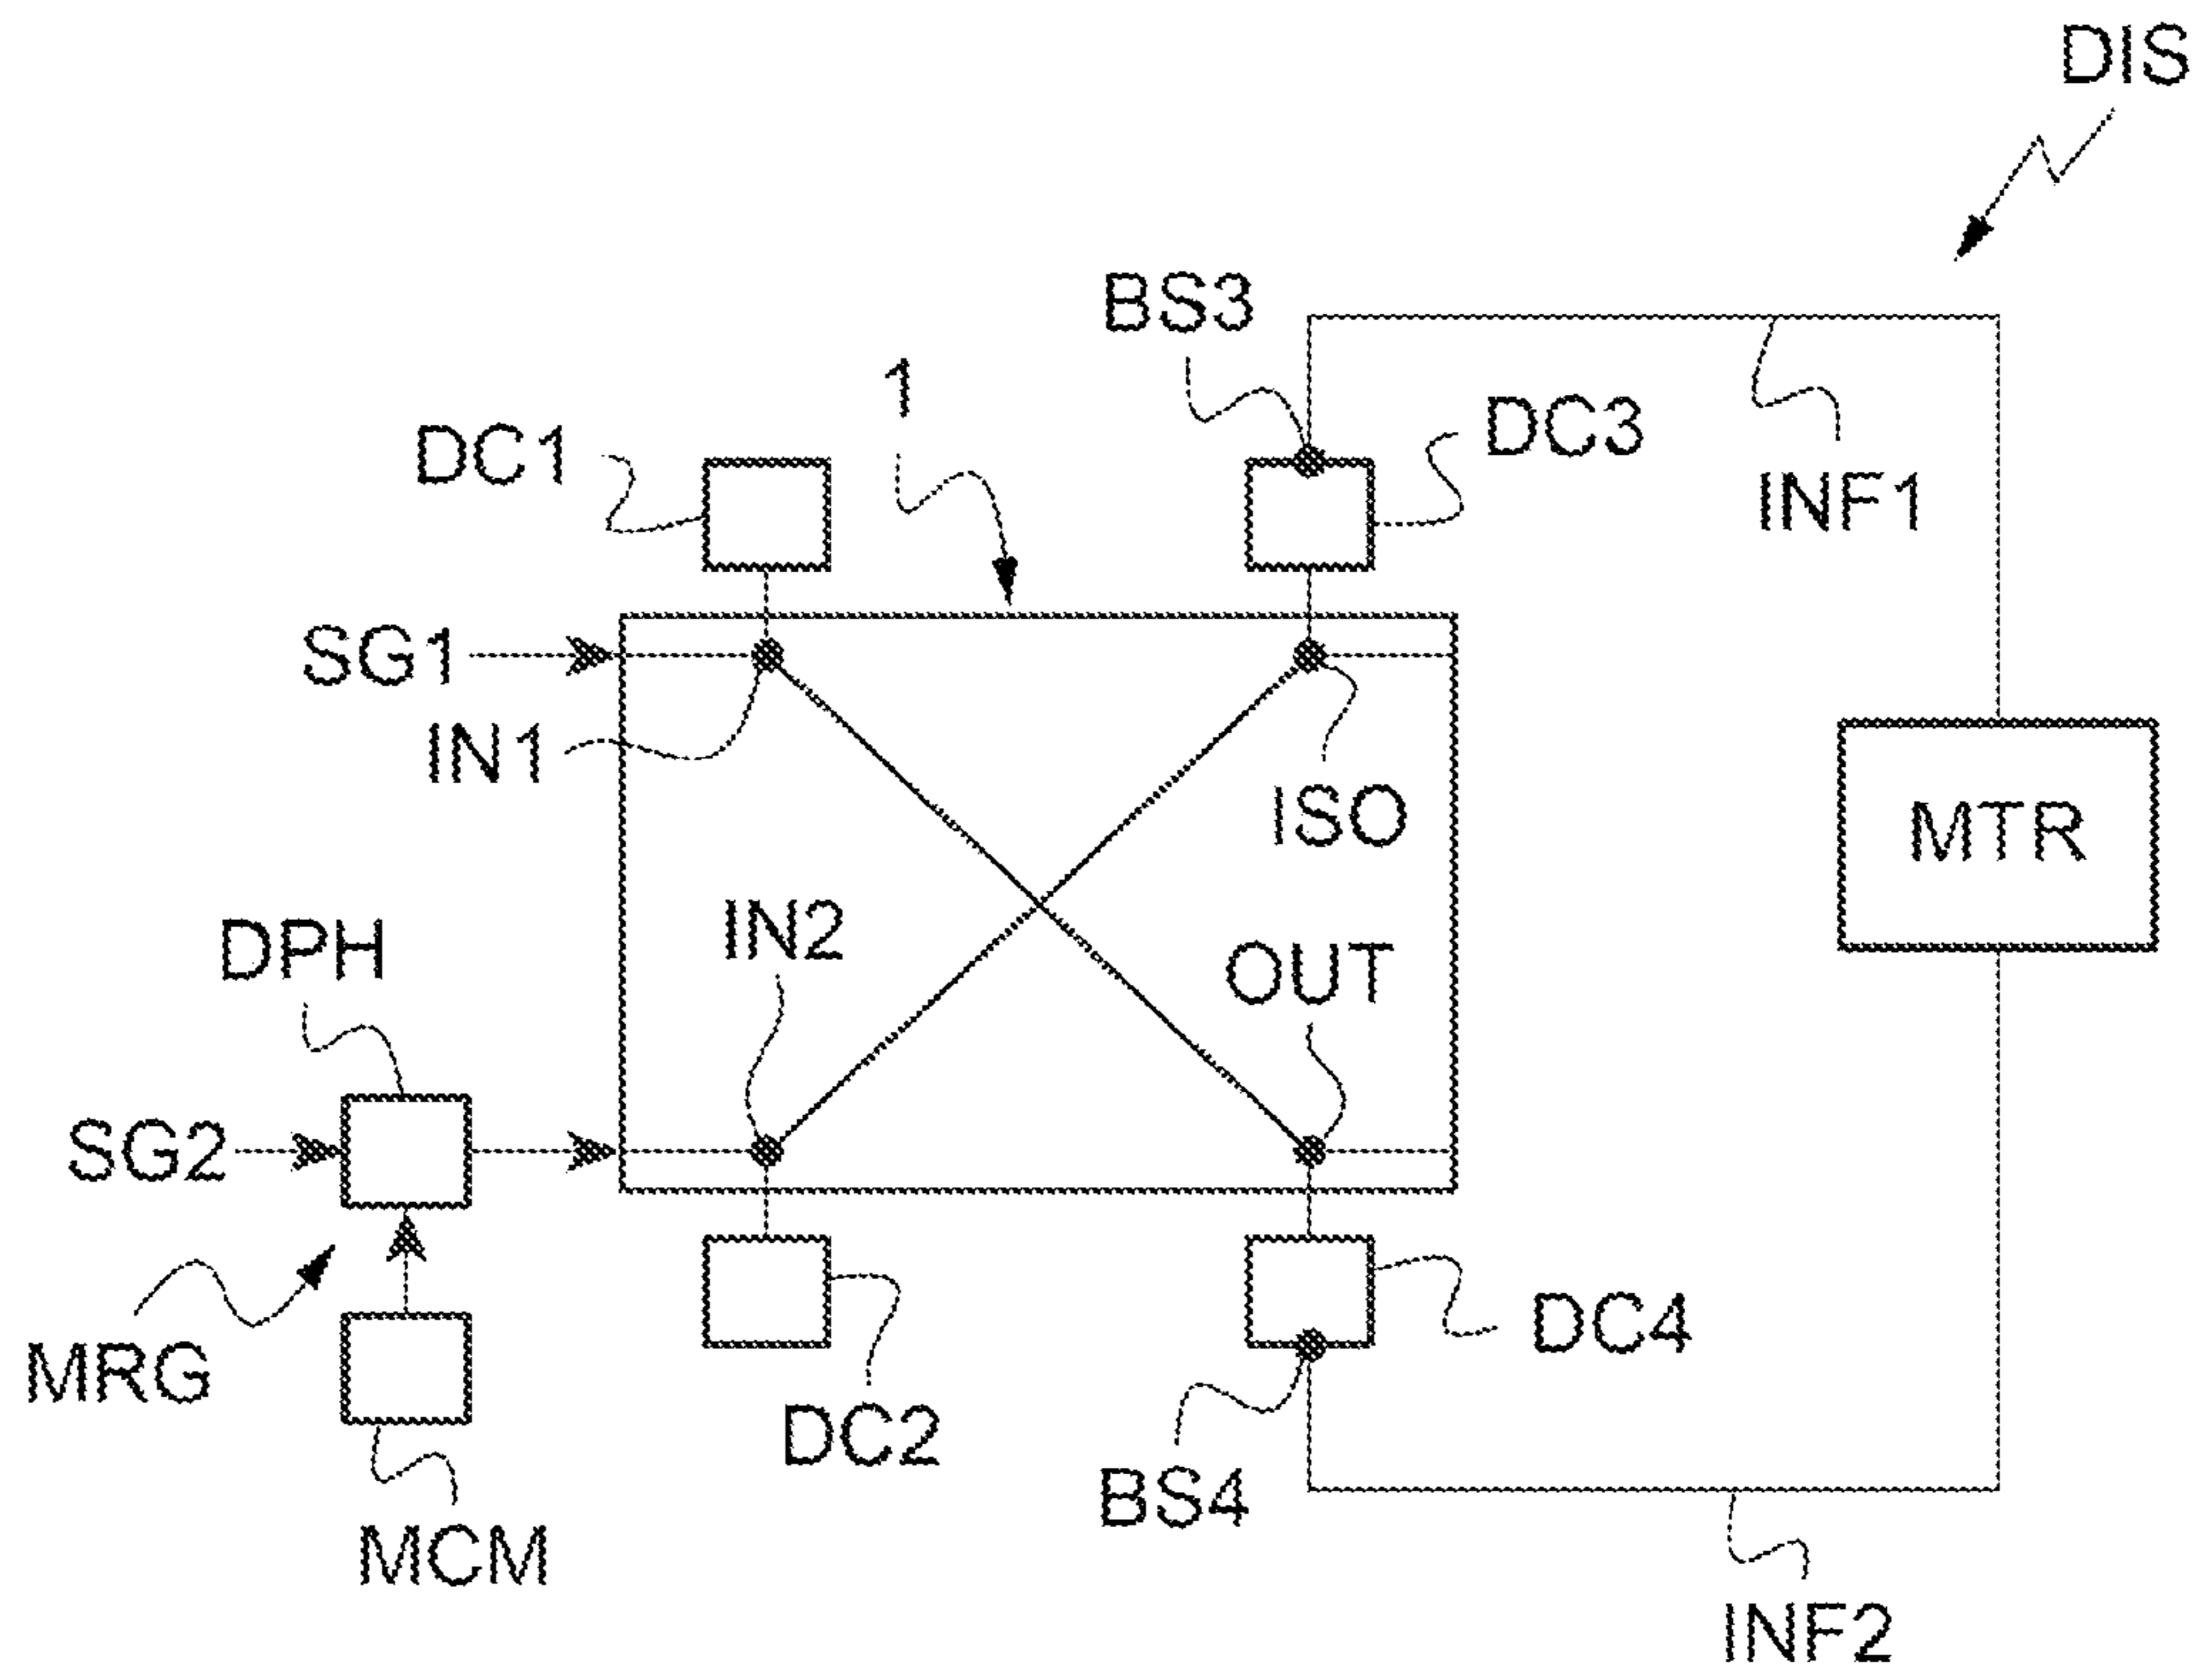 DIS
BS3
1
DC1
DC3
INF1
SG1
IN1
ISO
MTR
IN2
DPH
OUT
SG2
DC4
MRG
DC2
BS4
MCM
INF2